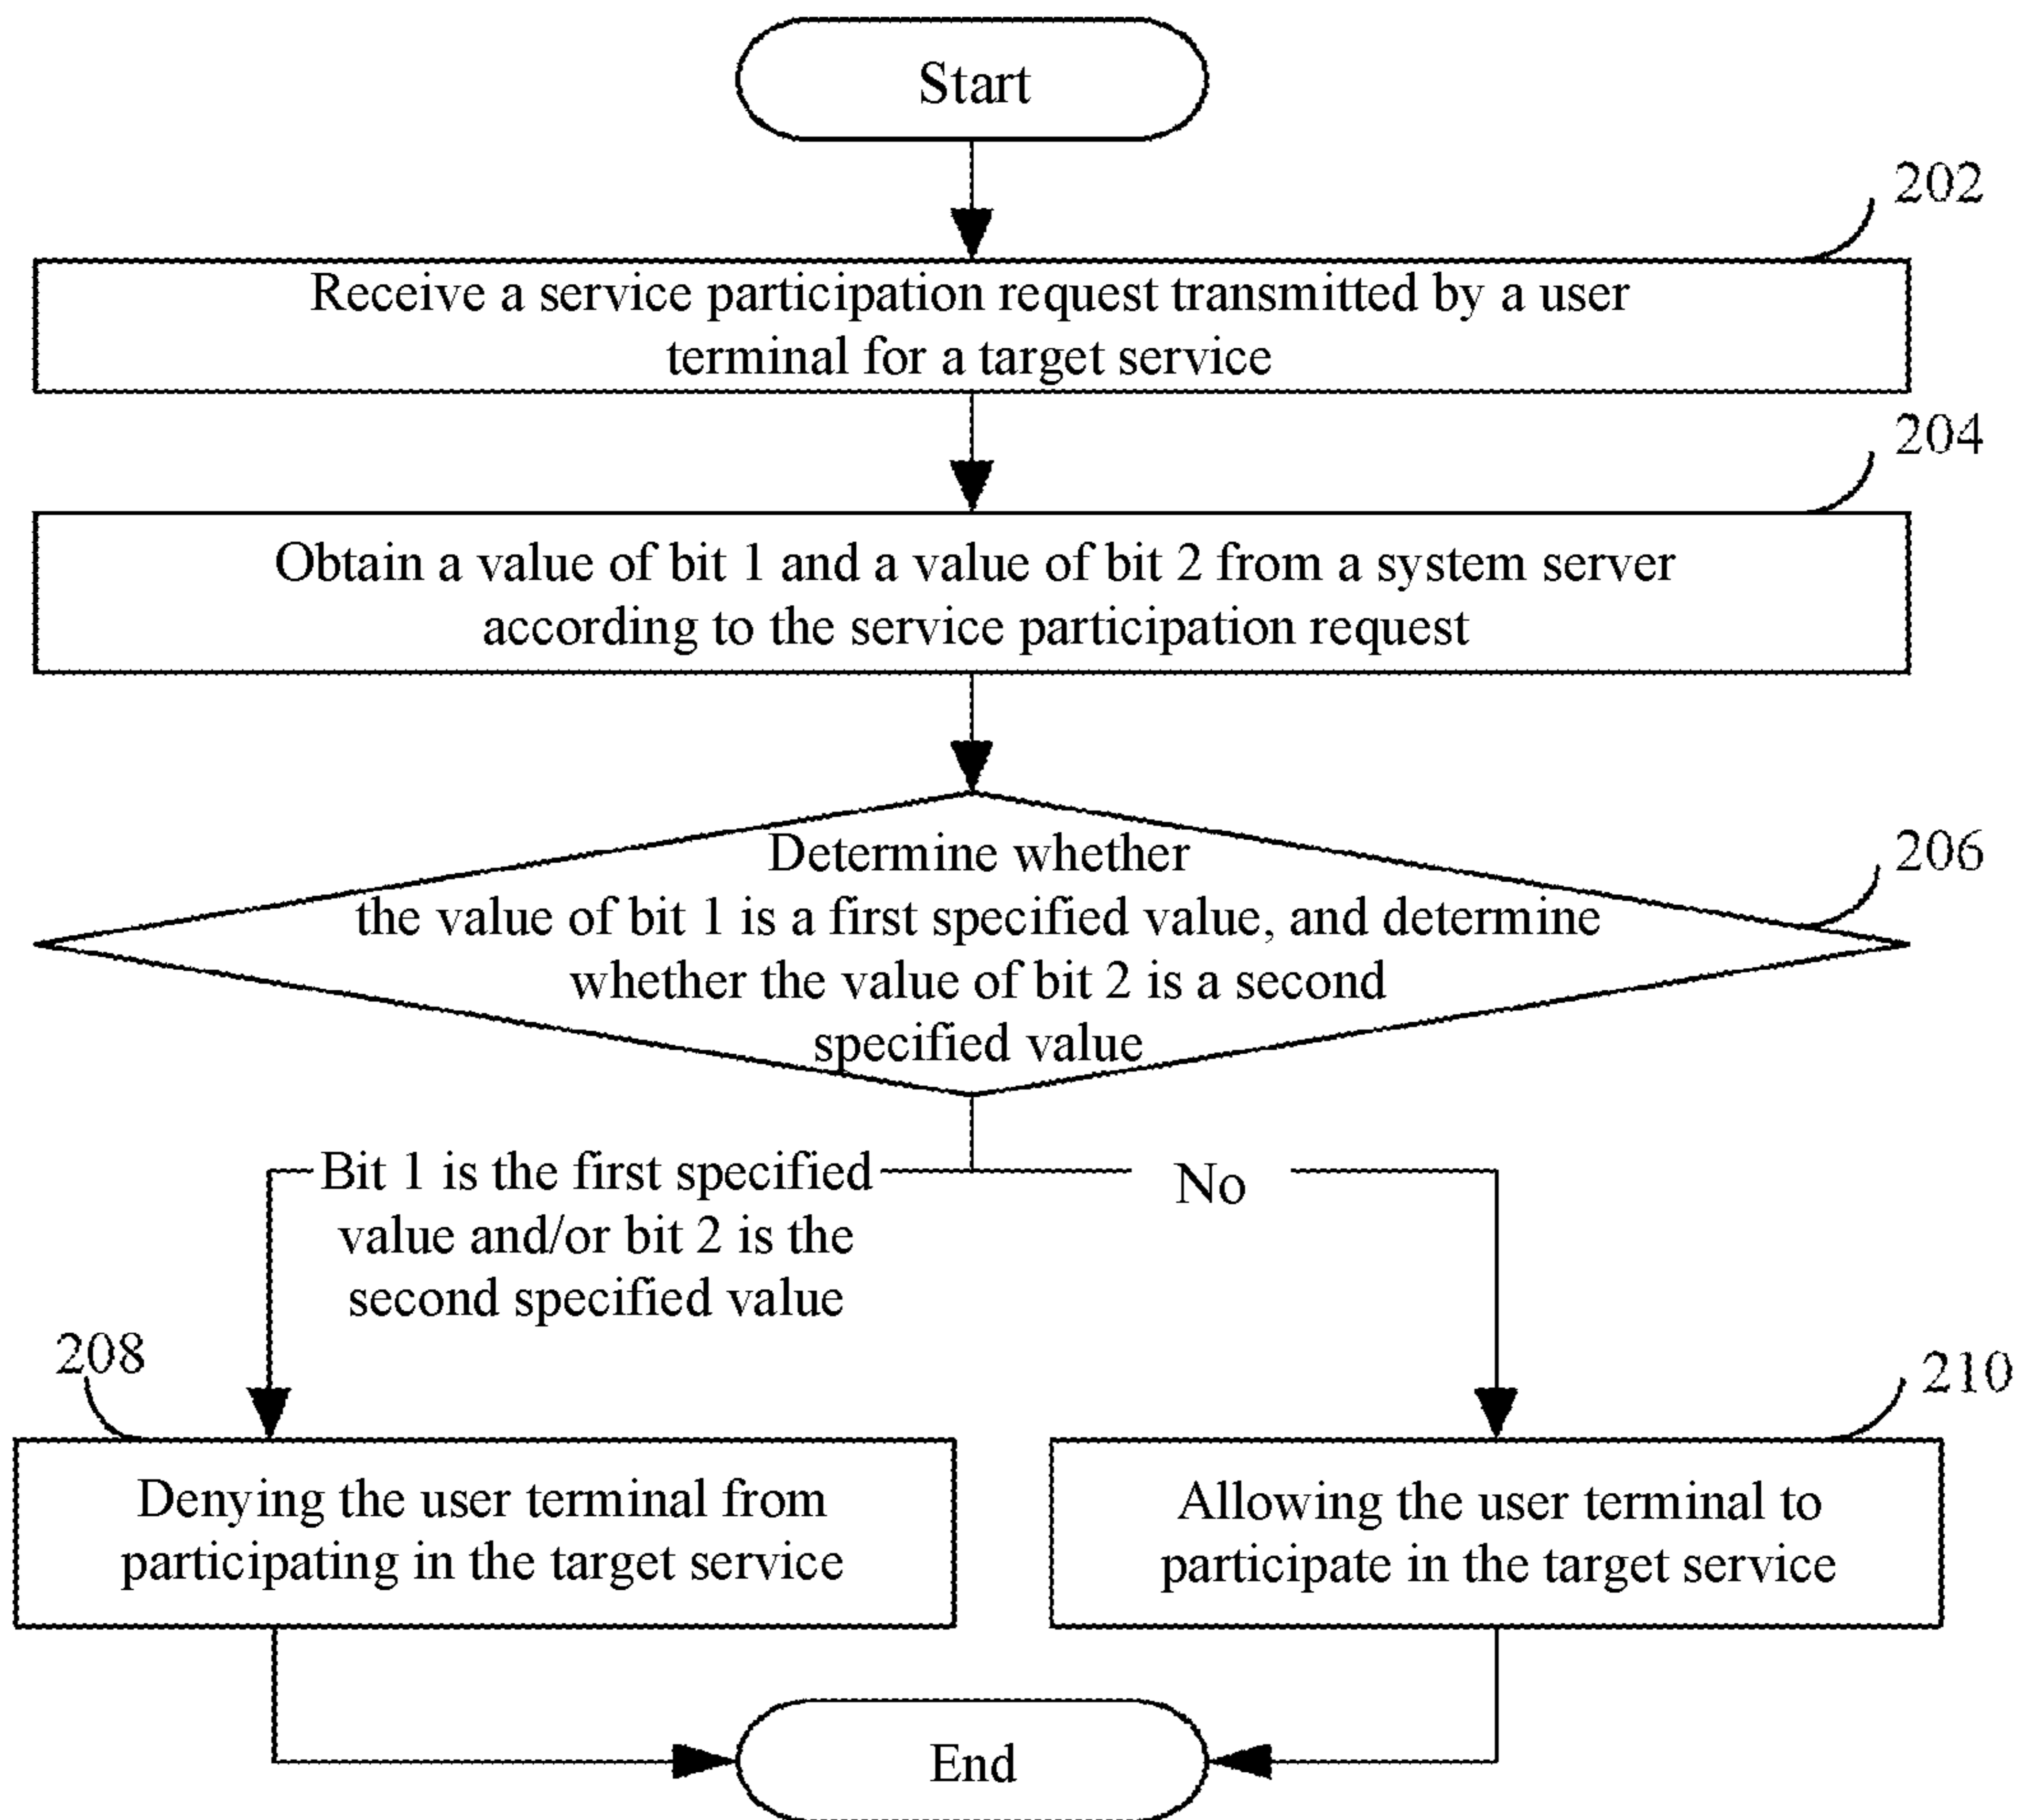 Start
202
Receive a service participation request transmitted by a user
terminal for a target service
204
Obtain a value of bit 1 and a value of bit 2 from a system server
according to the service participation request
206
Determine whether
the value of bit 1 is a first specified value, and determine
whether the value of bit 2 is a second
specified value
Bit 1 is the first specified
value and/or bit 2 is the
second specified value
No
208
Denying the user terminal from
participating in the target service
210
Allowing the user terminal to
participate in the target service
End